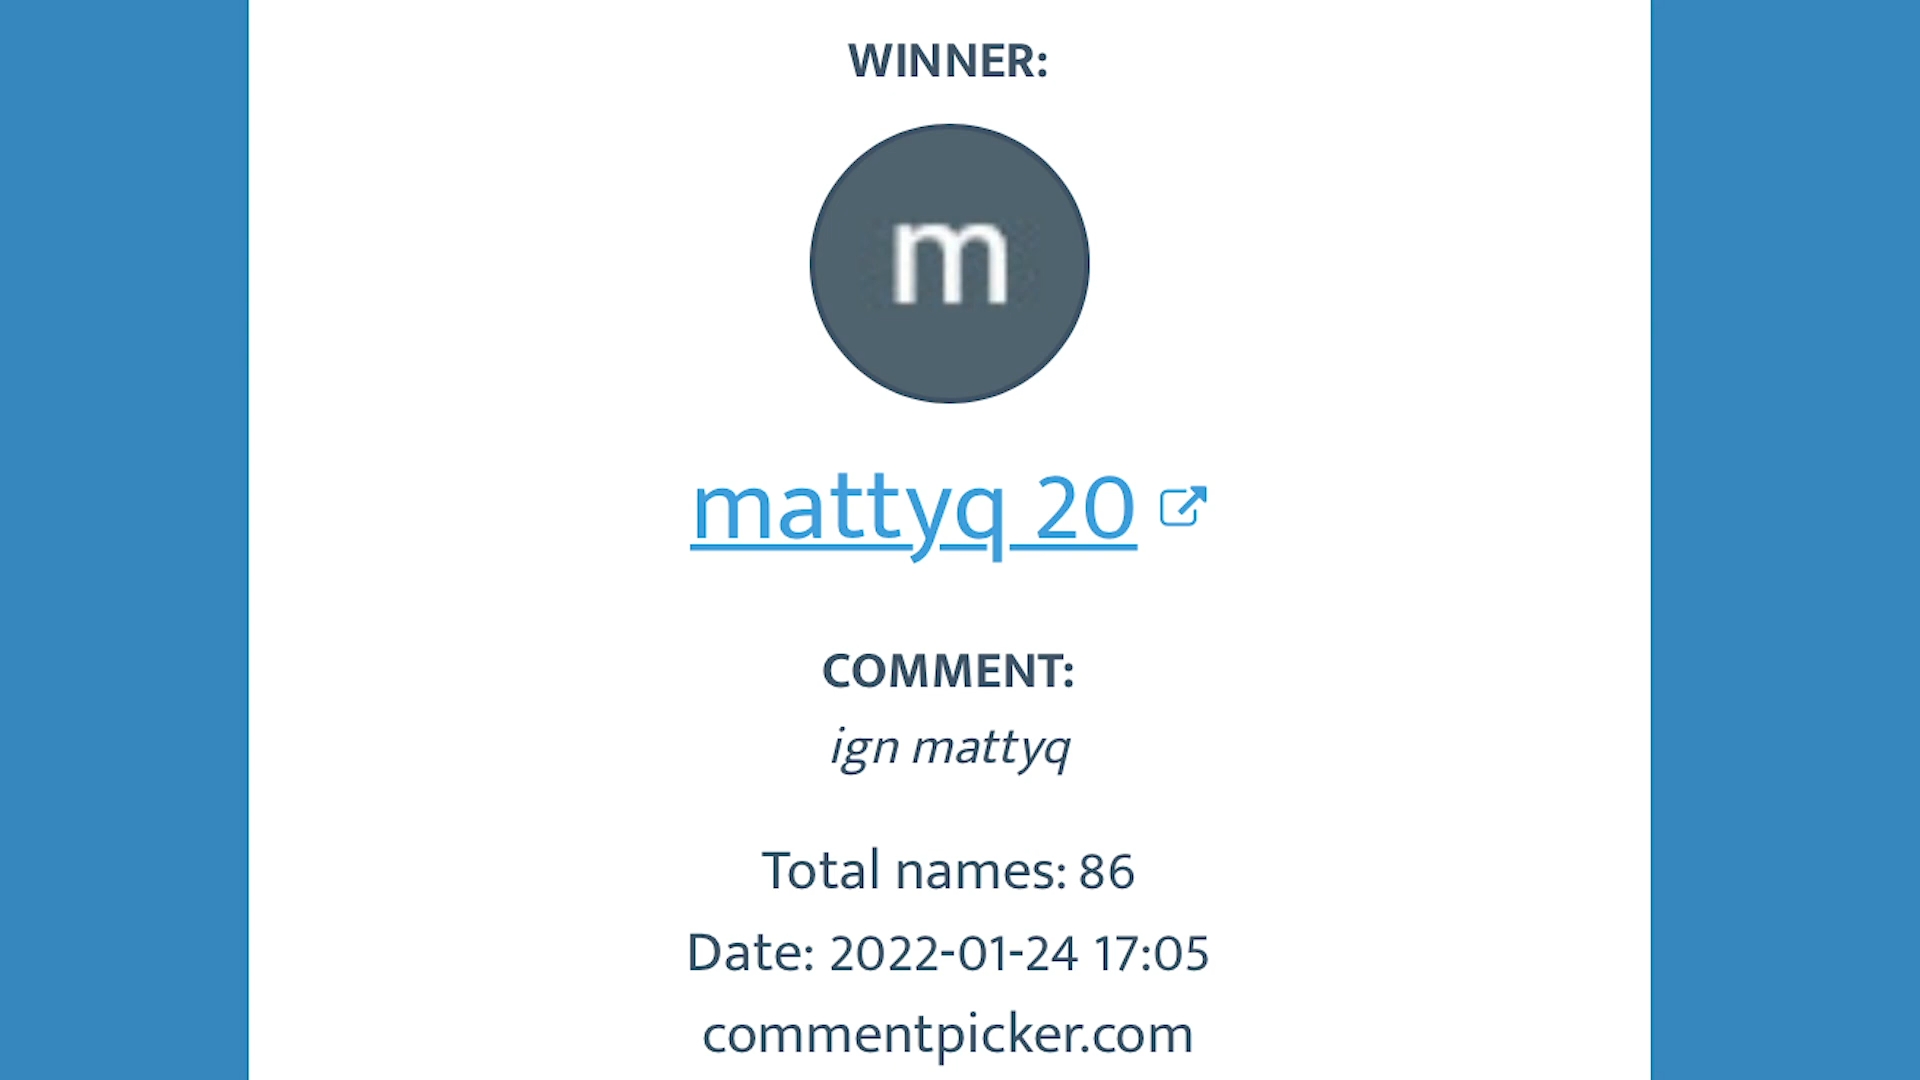 WINNER:
m
mattyq 20
COMMENT:
ign mattyq
Total names: 86
Date: 2022-01-24 17:05
commentpicker.com